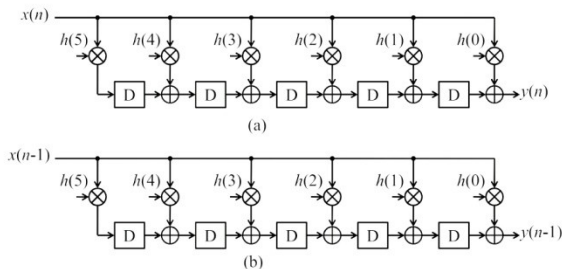 x(n)
h(5) h(4) h(3) h(2) h(1) h(0)
D D D D D y(n)
(a)
x(n-1)
h(5) h(4) h(3) h(2) h(1) h(0)
D D D D D y(n-1)
(b)